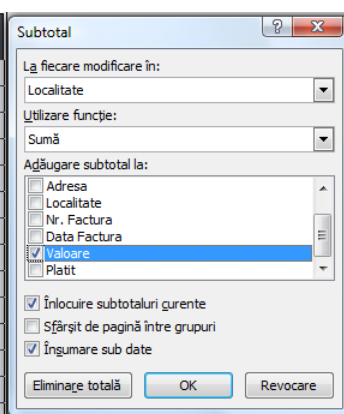 Subtotal
La fiecare modificare în:
Localitate
Utilizare funcție:
Sumă
Adăugare subtotal la:
Adresa
Localitate
Nr. Factura
Data Factura
Valoare
Platit
Înlocuire subtotaluri curente
Sfârșit de pagină între grupuri
Însumare sub date
Eliminare totală
OK
Revocare